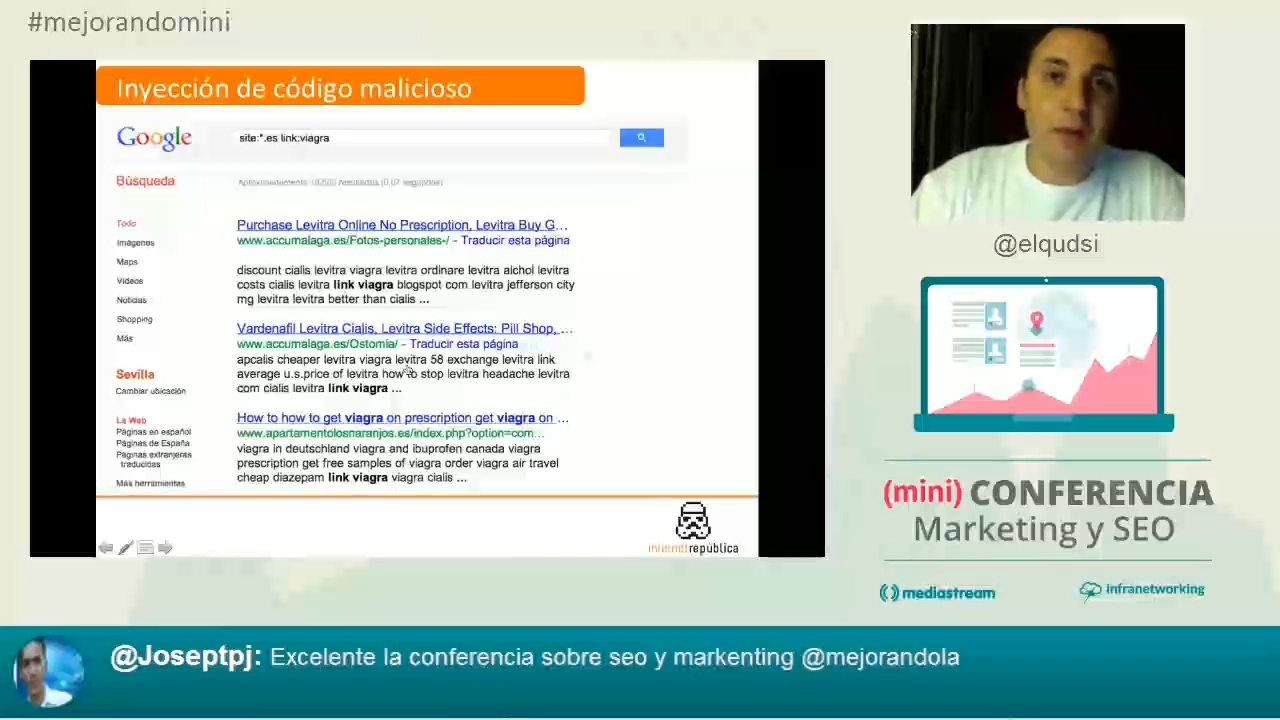 #mejorandomini
Inyección de código malicioso
Google
site:*.es link:viagra
Búsqueda
Todo
Imágenes
Maps
Vídeos
Noticias
Shopping
Más
Sevilla
Cambiar ubicación
La Web
Páginas en español
Páginas de España
Páginas extranjeras
traducidas
Más herramientas
Purchase Levitra Online No Prescription, Levitra Buy G...
www.accumalaga.es/Fotos-personales-/ - Traducir esta página
discount cialis levitra viagra levitra ordinare levitra alchol levitra
costs cialis levitra link viagra blogspot com levitra jefferson city
mg levitra levitra better than cialis ...
Vardenafil Levitra Cialis, Levitra Side Effects: Pill Shop, ...
www.accumalaga.es/Ostomia/ - Traducir esta página
apcalis cheaper levitra viagra levitra 58 exchange levitra link
average u.s.price of levitra how to stop levitra headache levitra
com cialis levitra link viagra ...
How to how to get viagra on prescription get viagra on ...
www.apartamentolosnaranjos.es/index.php?option=com...
viagra in deutschland viagra and ibuprofen canada viagra
prescription get free samples of viagra order viagra air travel
cheap diazepam link viagra viagra cialis ...
internetrepública
@elqudsi
(mini) CONFERENCIA
Marketing y SEO
mediastream
infranetworking
@Joseptpj: Excelente la conferencia sobre seo y markenting @mejorandola